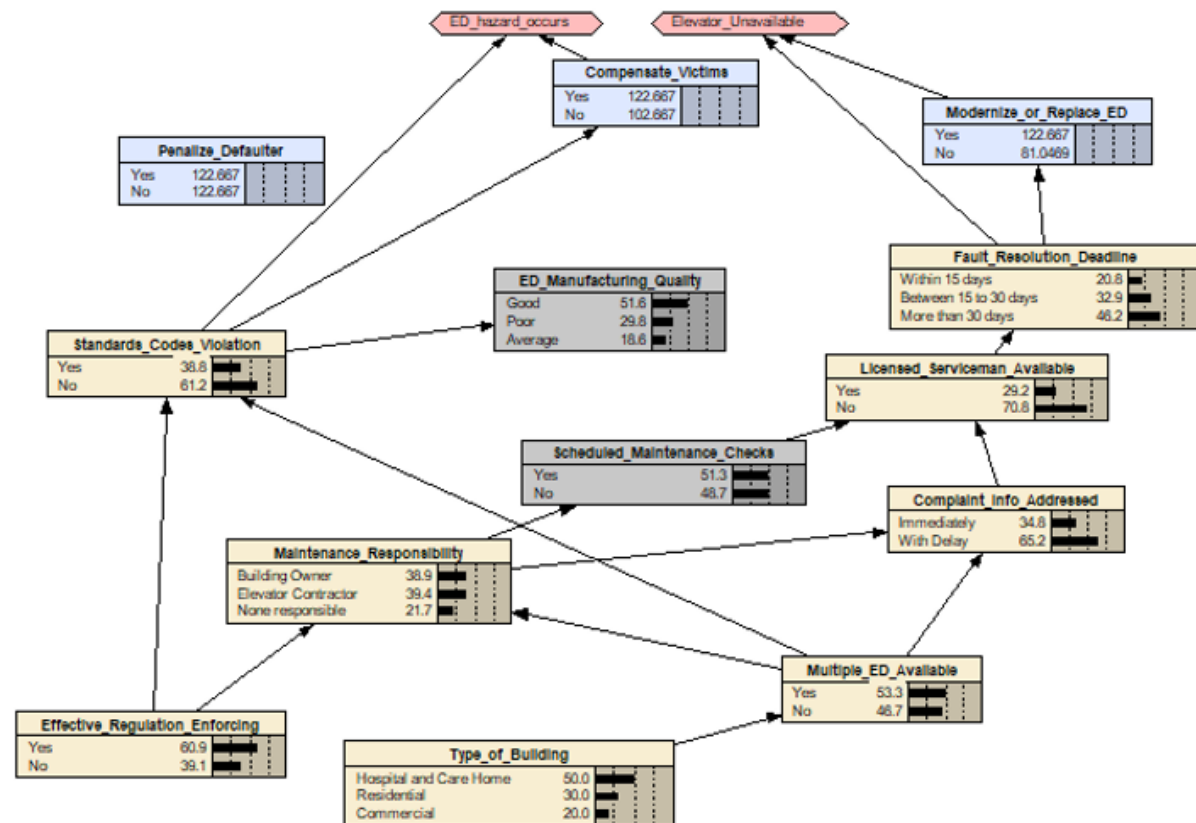 ED_hazard_occurs
Elevator_Unavailable
Compensate_Victims
Yes 122.667
No 102.667
Modernize_or_Replace_ED
Yes 122.667
No 81.0469
Penalize_Defaulter
Yes 122.667
No 122.667
Fault_Resolution_Deadline
Within 15 days 20.8
Between 15 to 30 days 32.9
More than 30 days 46.2
ED_Manufacturing_Quality
Good 51.6
Poor 29.8
Average 18.6
Standards_Codes_Violation
Yes 38.8
No 61.2
Licensed_Serviceman_Available
Yes 29.2
No 70.8
Scheduled_Maintenance_Checks
Yes 51.3
No 48.7
Complaint_Info_Addressed
Immediately 34.8
With Delay 65.2
Maintenance_Responsibility
Building Owner 38.9
Elevator Contractor 39.4
None responsible 21.7
Multiple_ED_Available
Yes 53.3
No 46.7
Effective_Regulation_Enforcing
Yes 60.9
No 39.1
Type_of_Building
Hospital and Care Home 50.0
Residential 30.0
Commercial 20.0